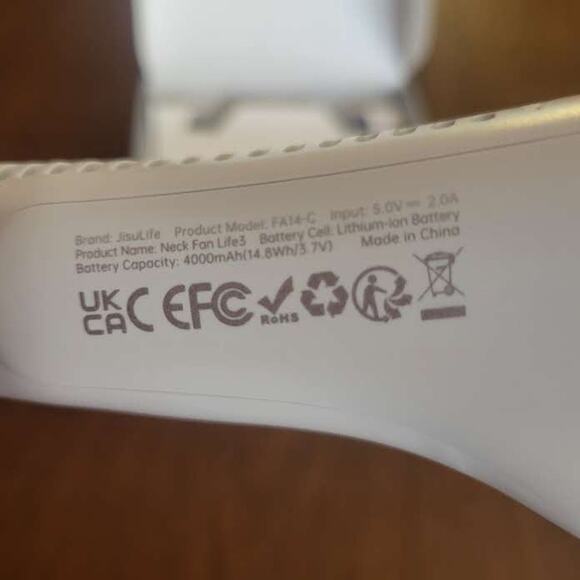 Brand: JisuLife Product Model: FA14-C Input: 5.0V⎓2.0A
Product Name: Neck Fan Life3 Battery Cell: Lithium-ion Battery
Battery Capacity: 4000mAh(14.8Wh/3.7V) Made in China
UK
CA CE FC
RoHS